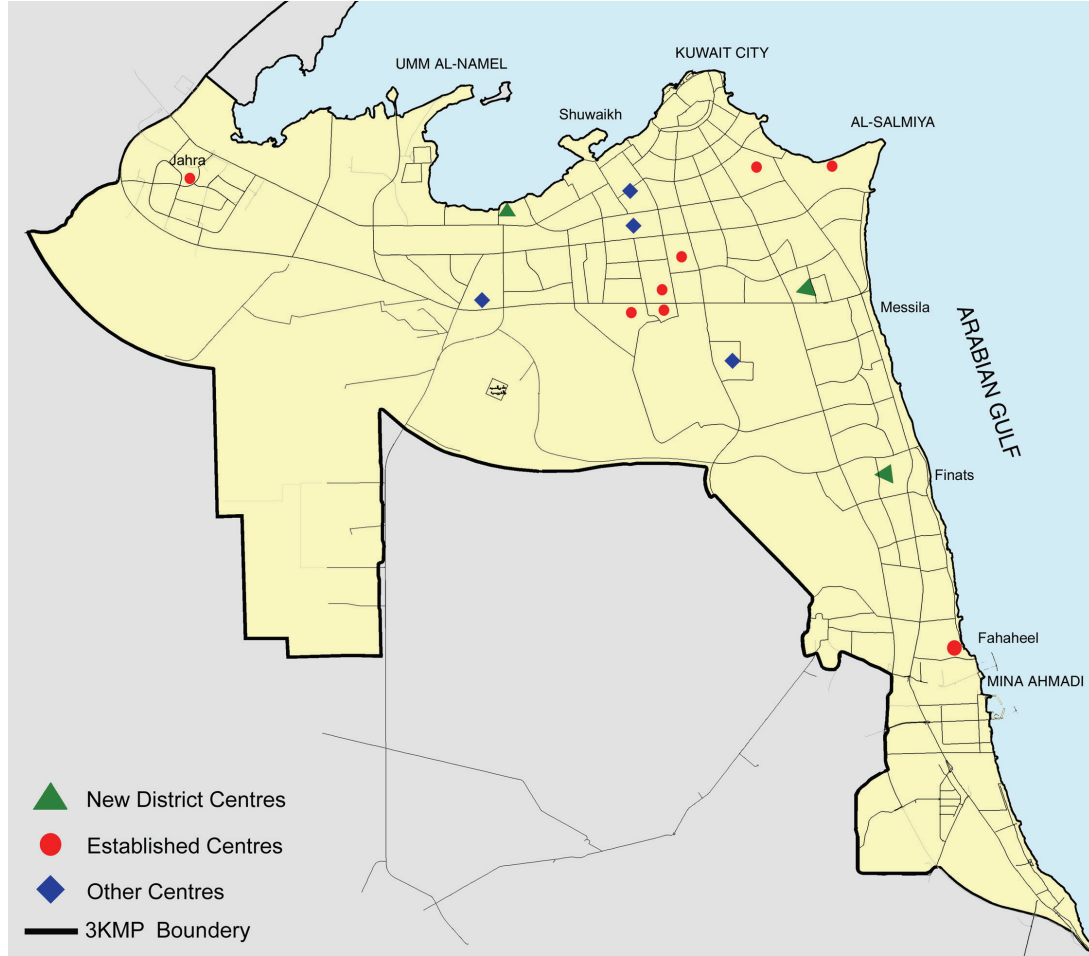 KUWAIT CITY
UMM AL-NAMEL
Shuwaikh
AL-SALMIYA
Jahra
Messila
ARABIAN GULF
Finats
Fahaheel
MINA AHMADI
New District Centres
Established Centres
Other Centres
3KMP Boundery